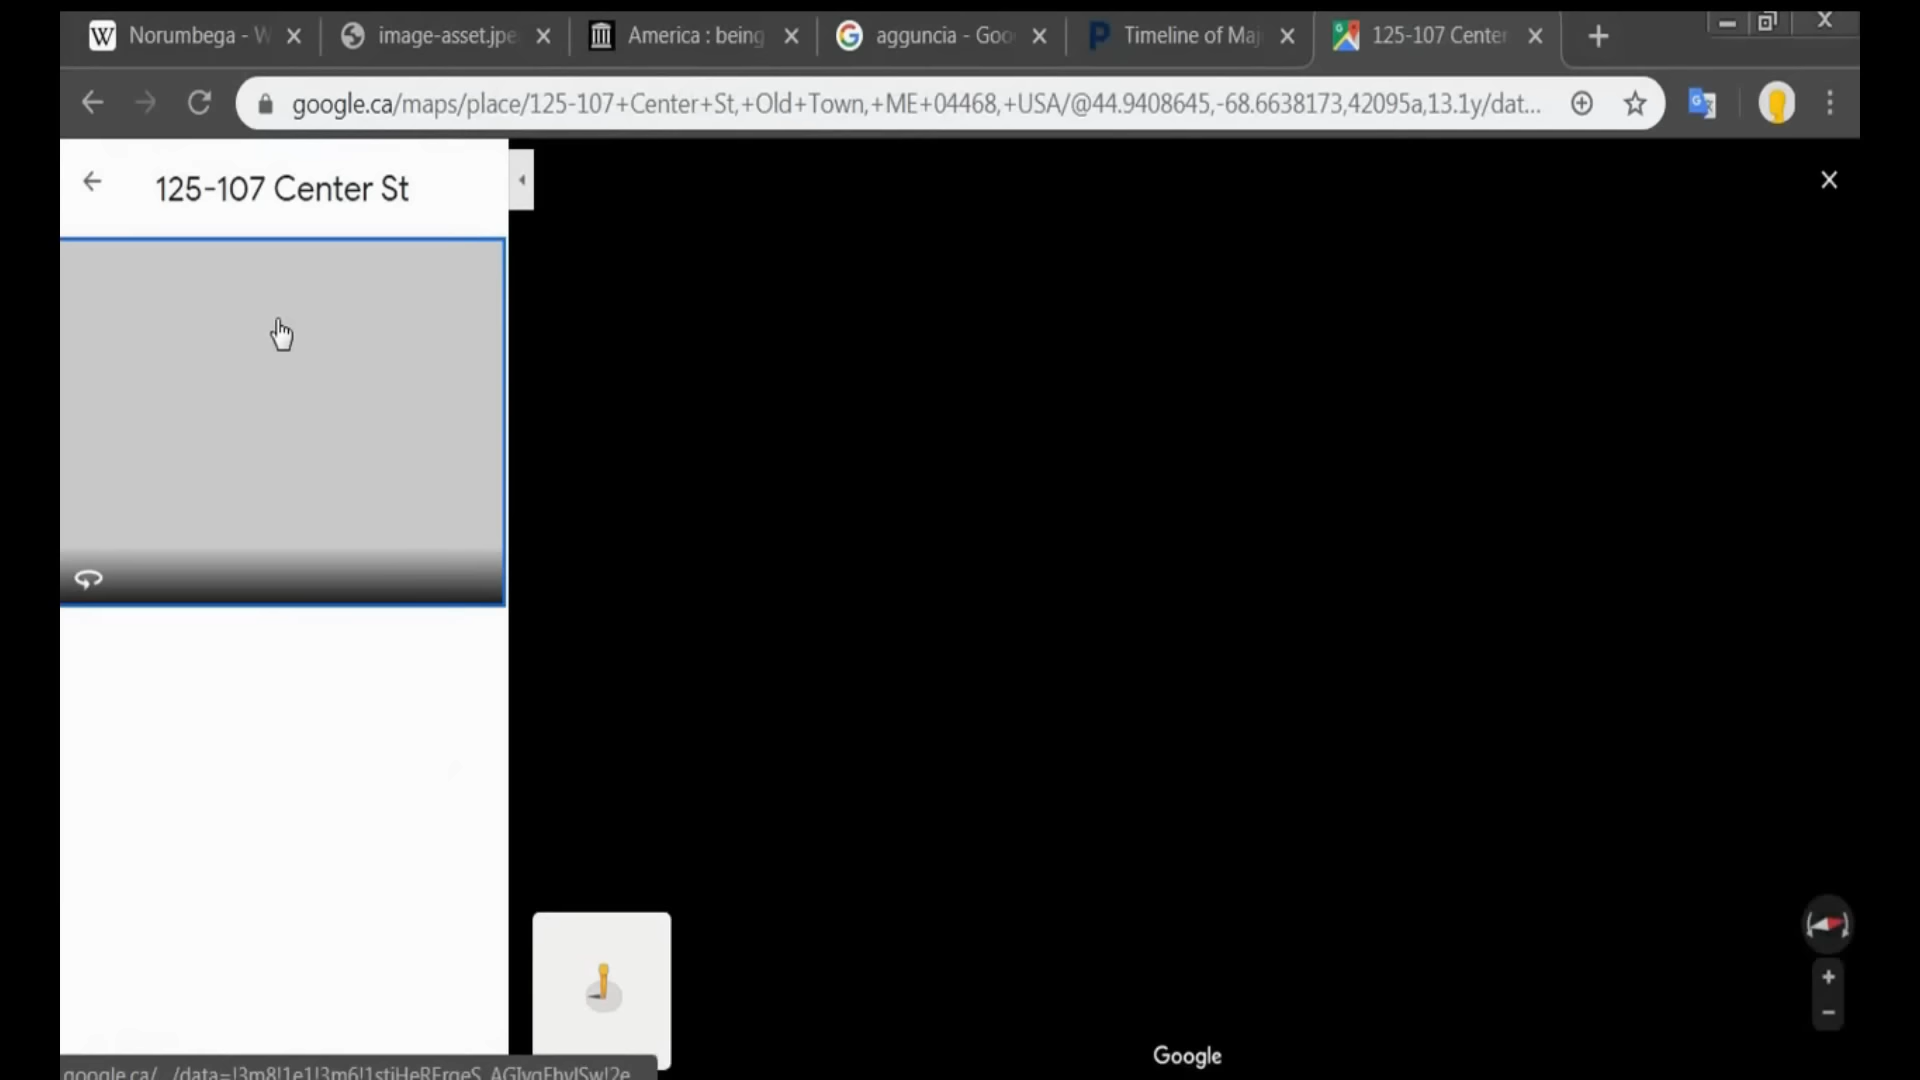 Norumbega - W
image-asset.jpe
America : being
agguncia - Goo
Timeline of Maj
125-107 Center
google.ca/maps/place/125-107+Center+St,+Old+Town,+ME+04468,+USA/@44.9408645,-68.6638173,42095a,13.1y/dat...
125-107 Center St
Google